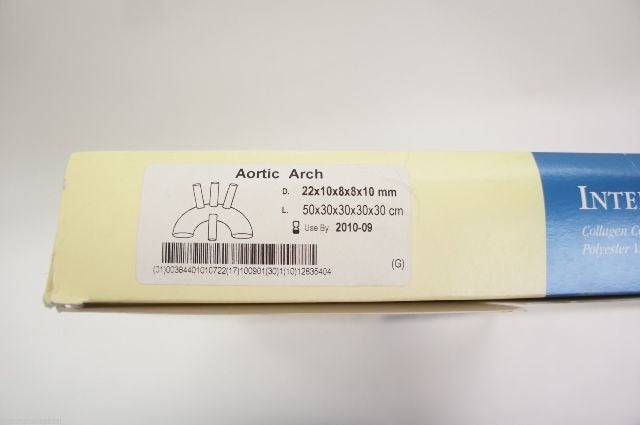 Aortic Arch
D. 22x10x8x8x10 mm
L. 50x30x30x30x30 cm
Use By 2010-09
(01)00384401010722(17)100901(30)1(10)12836404
(G)
INTE
Collagen C
Polyester V